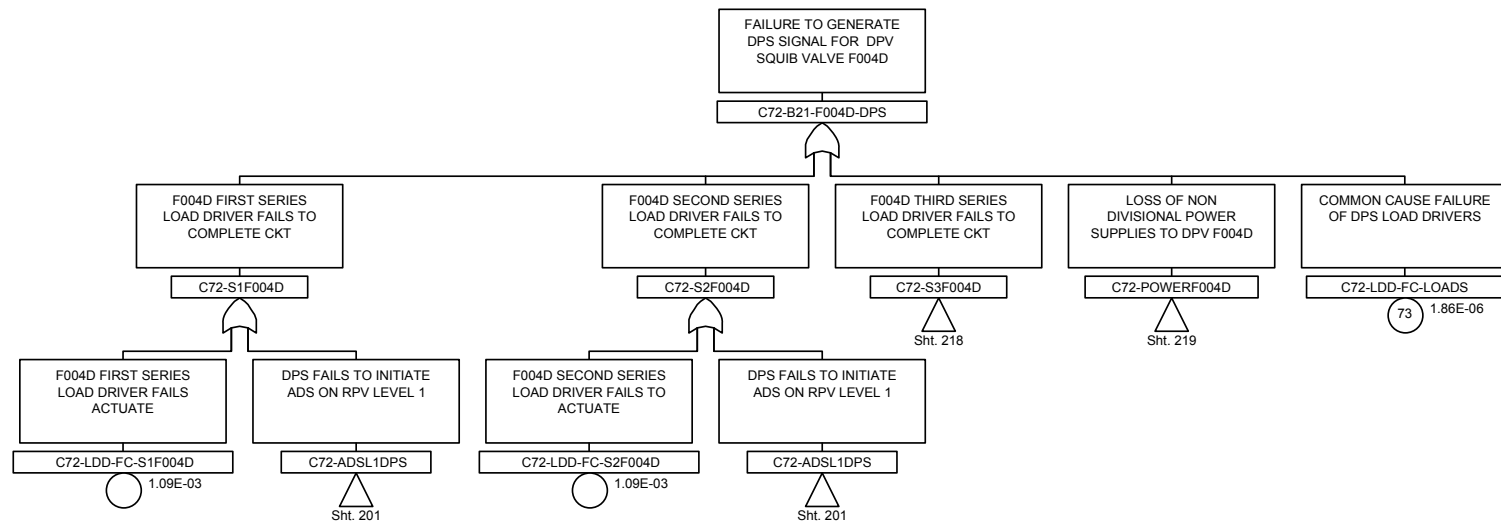 FAILURE TO GENERATE
DPS SIGNAL FOR DPV
SQUIB VALVE F004D
C72-B21-F004D-DPS
F004D FIRST SERIES
LOAD DRIVER FAILS TO
COMPLETE CKT
C72-S1F004D
F004D SECOND SERIES
LOAD DRIVER FAILS TO
COMPLETE CKT
C72-S2F004D
F004D THIRD SERIES
LOAD DRIVER FAILS TO
COMPLETE CKT
C72-S3F004D
Sht. 218
LOSS OF NON
DIVISIONAL POWER
SUPPLIES TO DPV F004D
C72-POWERF004D
Sht. 219
COMMON CAUSE FAILURE
OF DPS LOAD DRIVERS
C72-LDD-FC-LOADS
73
1.86E-06
F004D FIRST SERIES
LOAD DRIVER FAILS
ACTUATE
C72-LDD-FC-S1F004D
1.09E-03
DPS FAILS TO INITIATE
ADS ON RPV LEVEL 1
C72-ADSL1DPS
Sht. 201
F004D SECOND SERIES
LOAD DRIVER FAILS TO
ACTUATE
C72-LDD-FC-S2F004D
1.09E-03
DPS FAILS TO INITIATE
ADS ON RPV LEVEL 1
C72-ADSL1DPS
Sht. 201